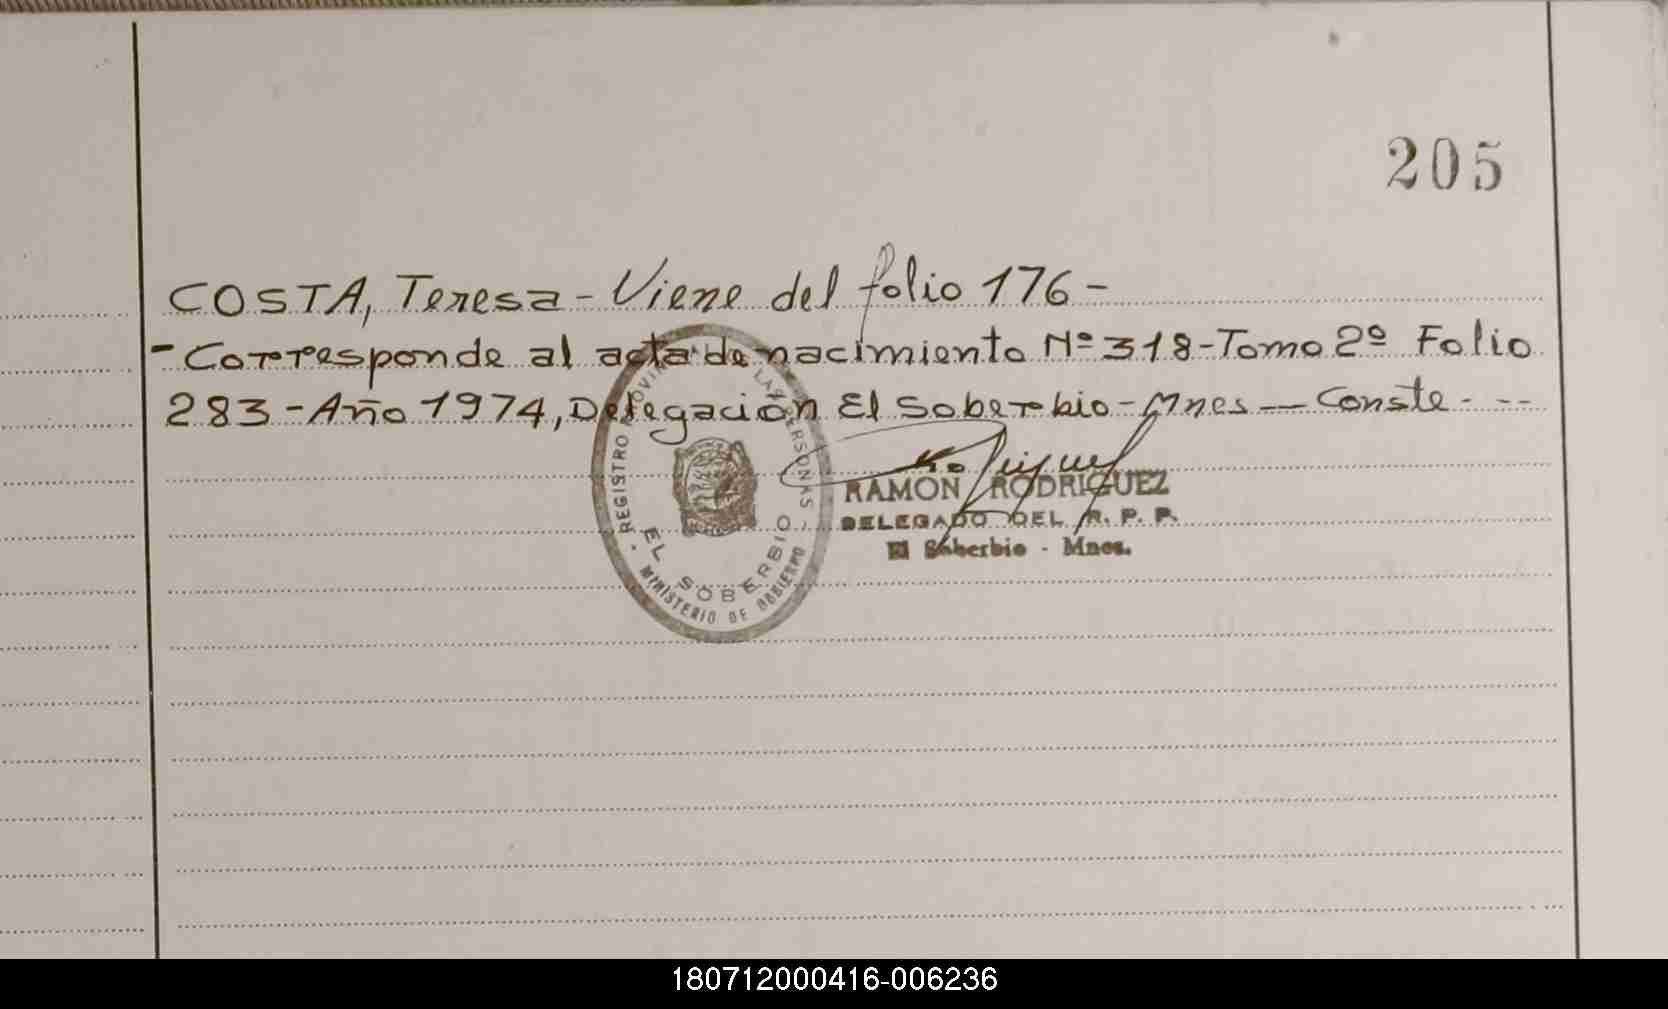 205
COSTA, Teresa - Viene del folio 176 -
- Corresponde al acta de nacimiento Nº 318 - Tomo 2º Folio
283 - Año 1974, Delegación El Soberbio - Mnes — Conste - --
RAMON RODRIGUEZ
DELEGADO DEL R. P. P.
El Soberbio - Mnes.
REGISTRO LAS PERSONAS
EL SOBERBIO
- MINISTERIO DE GOBIERNO
180712000416-006236